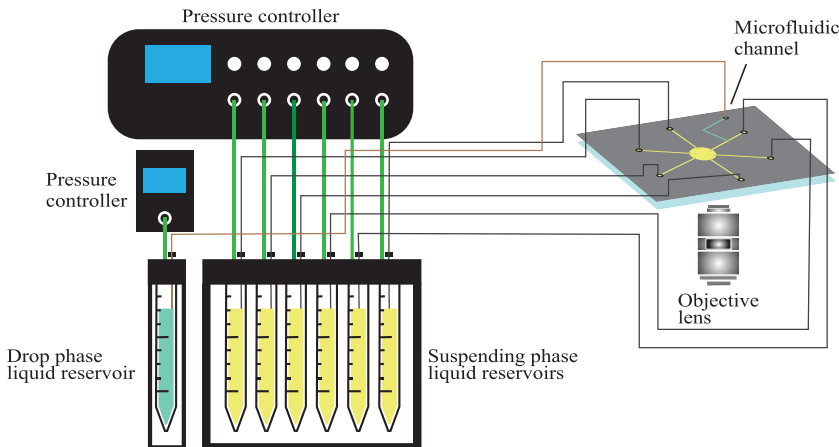 Pressure controller
Microfluidic
channel
Pressure
controller
Objective
lens
Drop phase
liquid reservoir
Suspending phase
liquid reservoirs